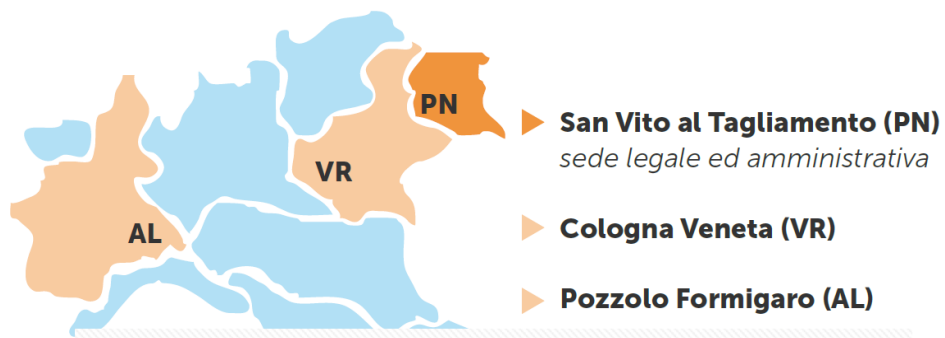 PN
San Vito al Tagliamento (PN)
sede legale ed amministrativa
VR
Cologna Veneta (VR)
AL
Pozzolo Formigaro (AL)